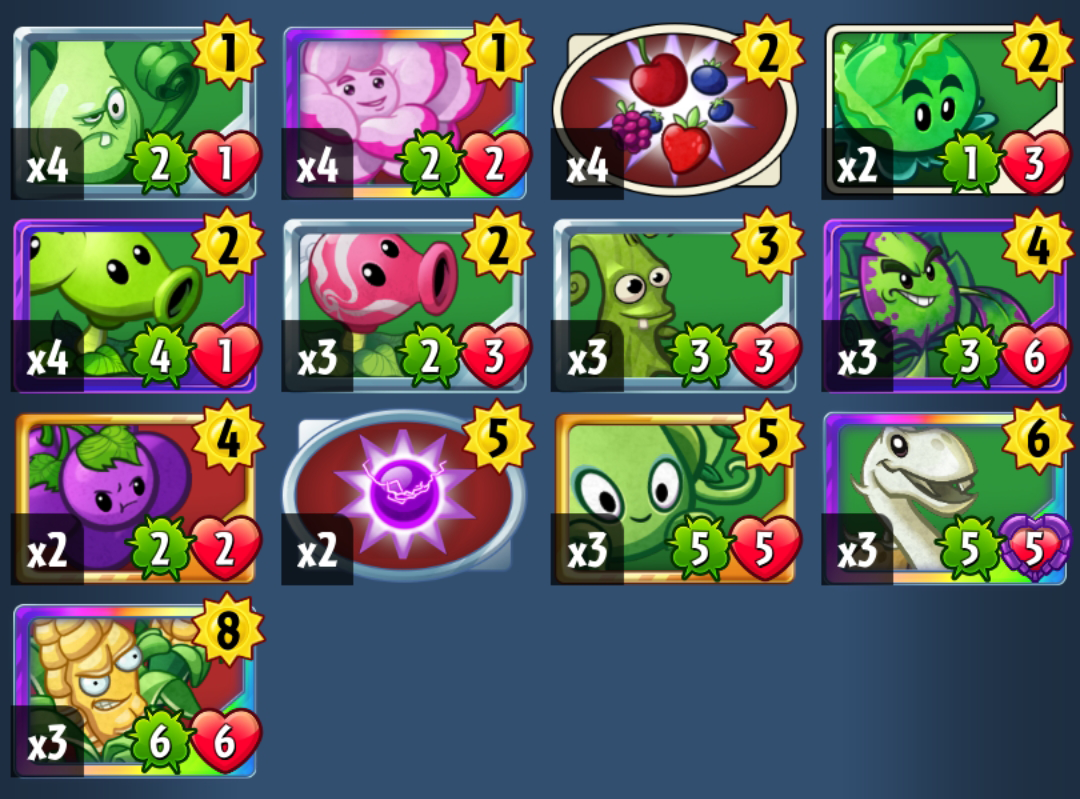 1 1 2 2
x4 2 1 x4 2 2 x4 x2 1 3
2 2 3 4
x4 4 1 x3 2 3 x3 3 3 x3 3 6
4 5 5 6
x2 2 2 x2 x3 5 5 x3 5 5
8
x3 6 6